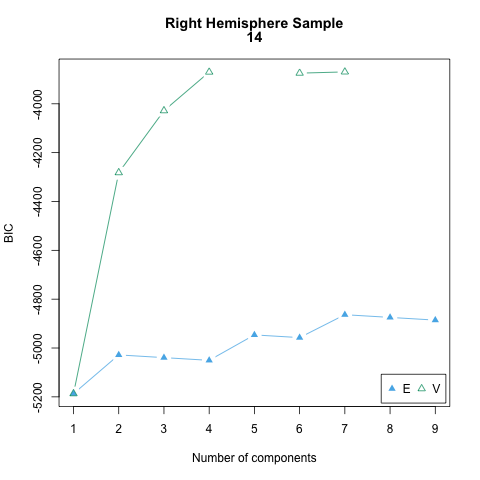 Right Hemisphere Sample
14
-4000
-4200
-4400
-4600
-4800
-5000
-5200
BIC
E V
1 2 3 4 5 6 7 8 9
Number of components